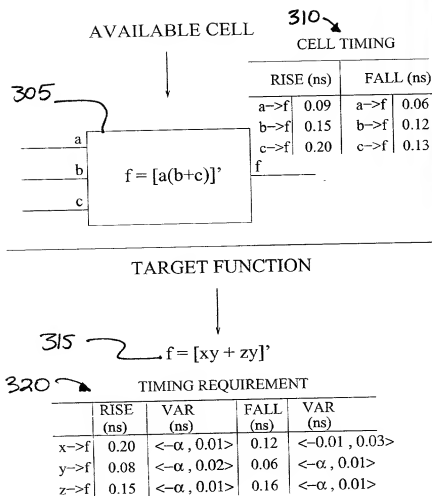 AVAILABLE CELL
310
CELL TIMING
RISE (ns) FALL (ns)
a->f 0.09 a->f 0.06
b->f 0.15 b->f 0.12
c->f 0.20 c->f 0.13
305
a
b
c
f = [a(b+c)]’
f
TARGET FUNCTION
315
f = [xy + zy]’
320
TIMING REQUIREMENT
RISE (ns) VAR (ns) FALL (ns) VAR (ns)
x->f 0.20 <-α , 0.01> 0.12 <-0.01 , 0.03>
y->f 0.08 <-α , 0.02> 0.06 <-α , 0.01>
z->f 0.15 <-α , 0.01> 0.16 <-α , 0.01>